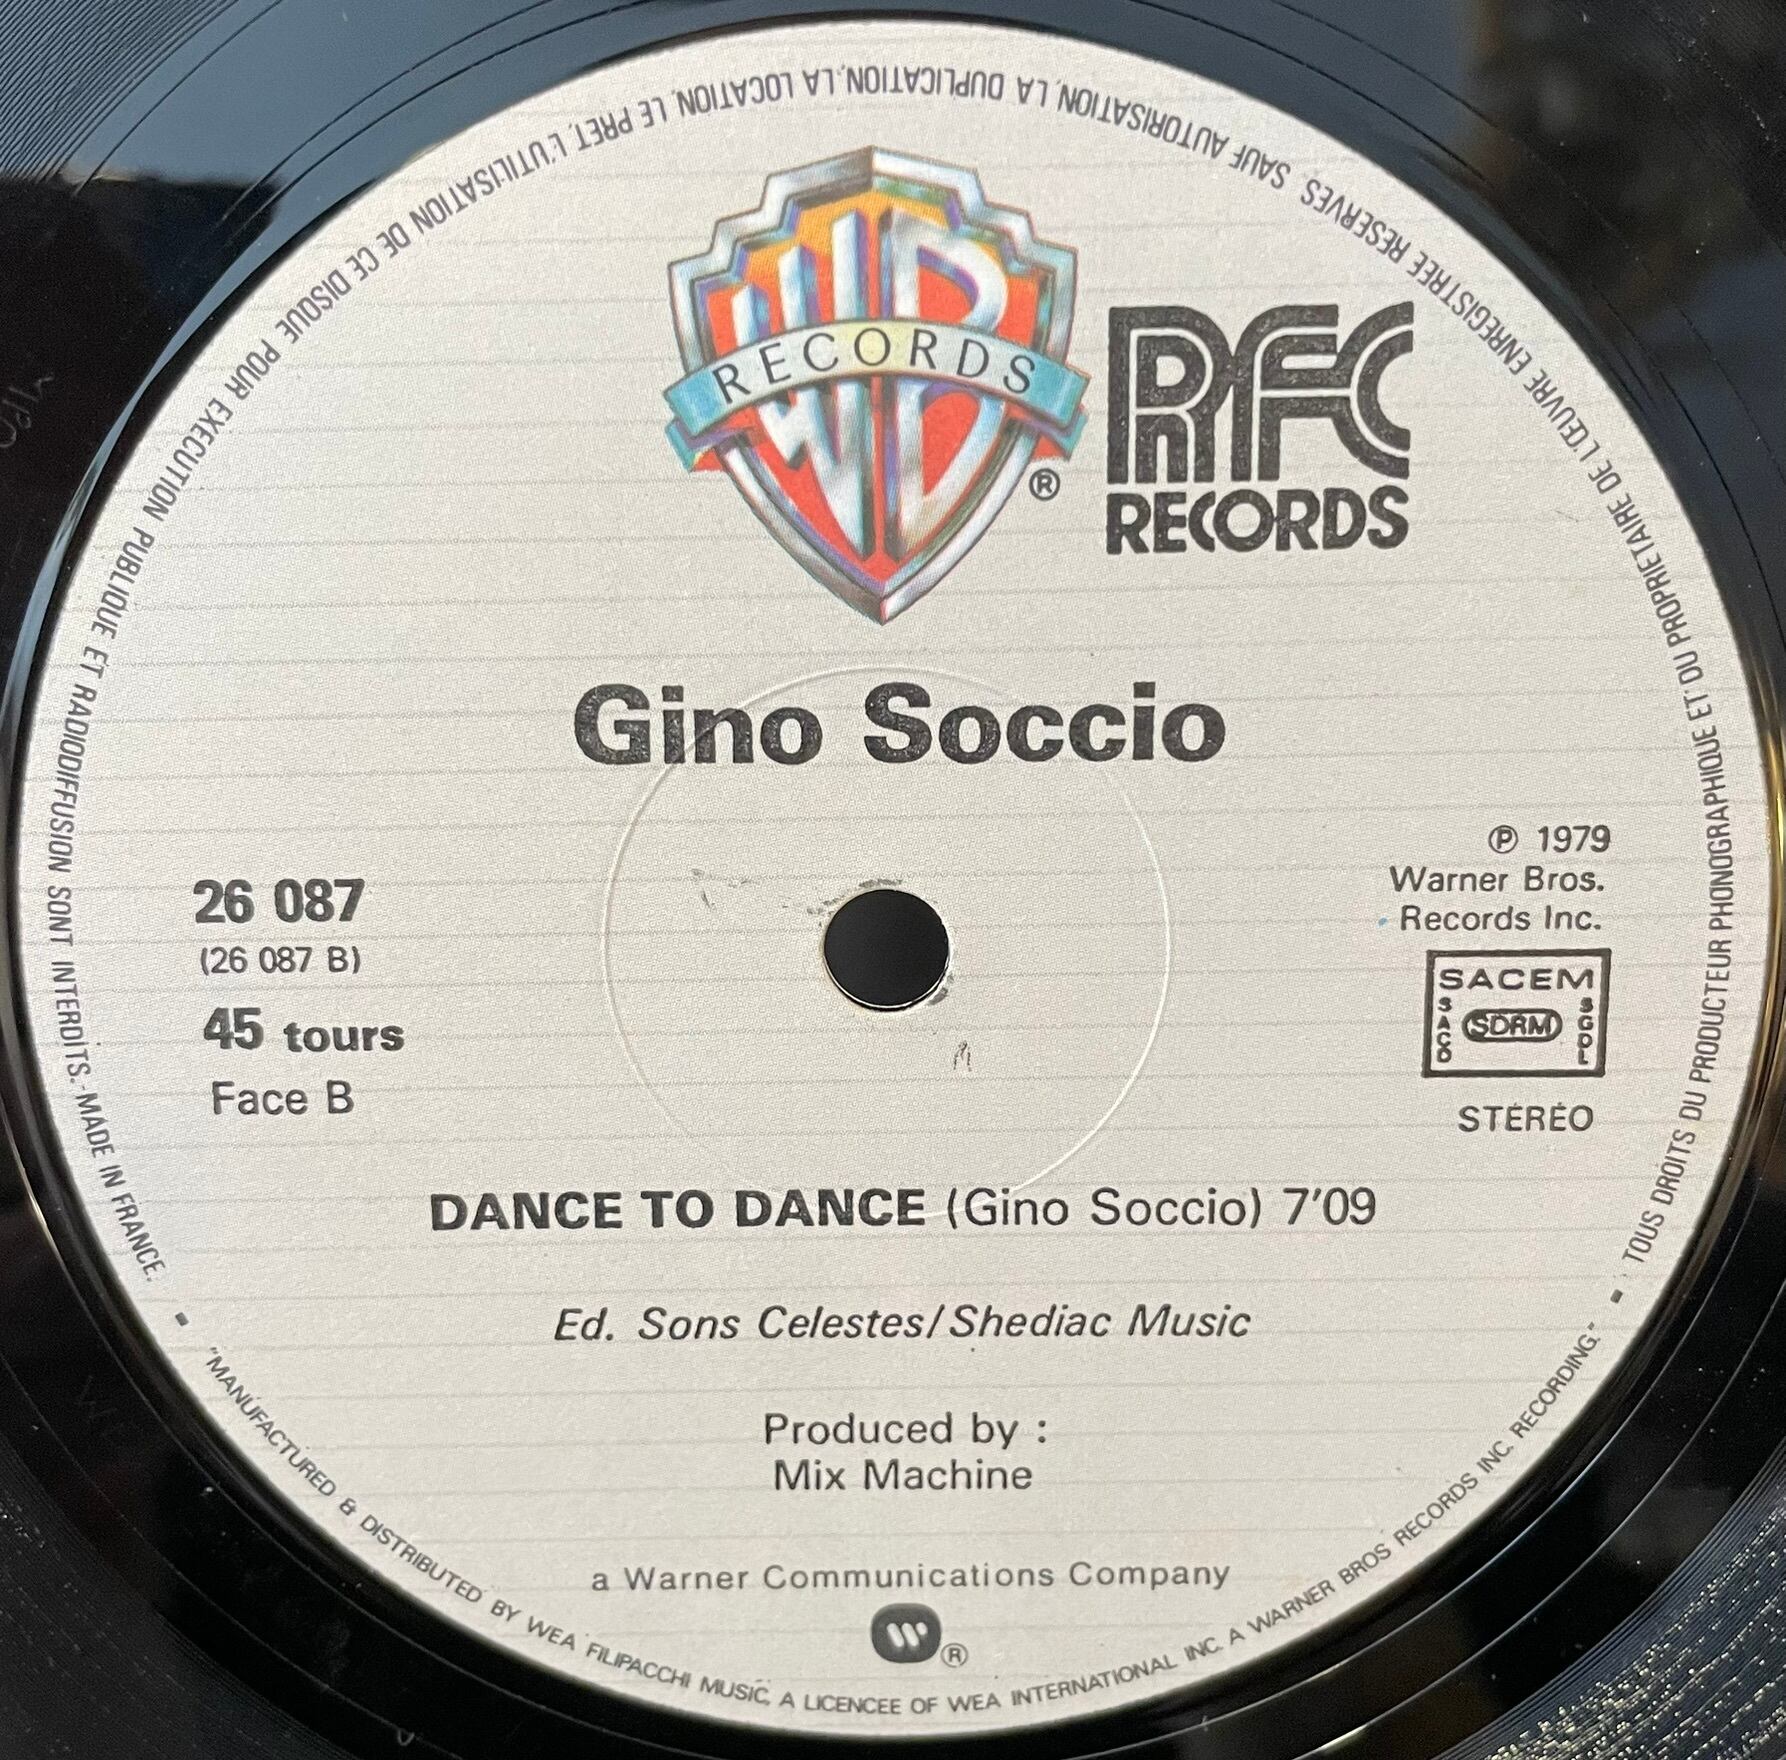 TOUS DROITS DU PRODUCTEUR PHONOGRAPHIQUE ET DU PROPRIETAIRE DE L'ŒUVRE ENREGISTREE RESERVES. SAUF AUTORISATION, LA DUPLICATION, LA LOCATION, LE PRET, L'UTILISATION DE CE DISQUE POUR EXECUTION PUBLIQUE ET RADIODIFFUSION SONT INTERDITS.-MADE IN FRANCE.
WB
RECORDS
®
RFC
RECORDS
Gino Soccio
26 087
(26 087 B)
45 tours
Face B
℗ 1979
Warner Bros.
Records Inc.
SACEM
SACD
SDRM
SGDL
STÉRÉO
DANCE TO DANCE (Gino Soccio) 7'09
Ed. Sons Celestes/Shediac Music
Produced by :
Mix Machine
a Warner Communications Company
®
"MANUFACTURED & DISTRIBUTED BY WEA FILIPACCHI MUSIC, A LICENCEE OF WEA INTERNATIONAL INC. A WARNER BROS RECORDS INC. RECORDING."